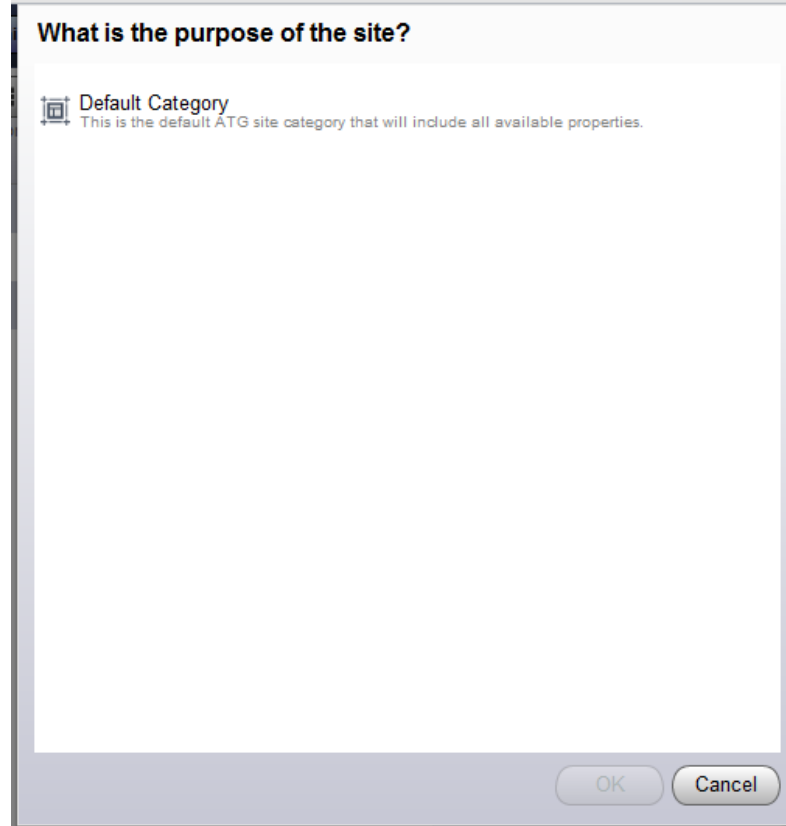 What is the purpose of the site?
Default Category
This is the default ATG site category that will include all available properties.
OK
Cancel